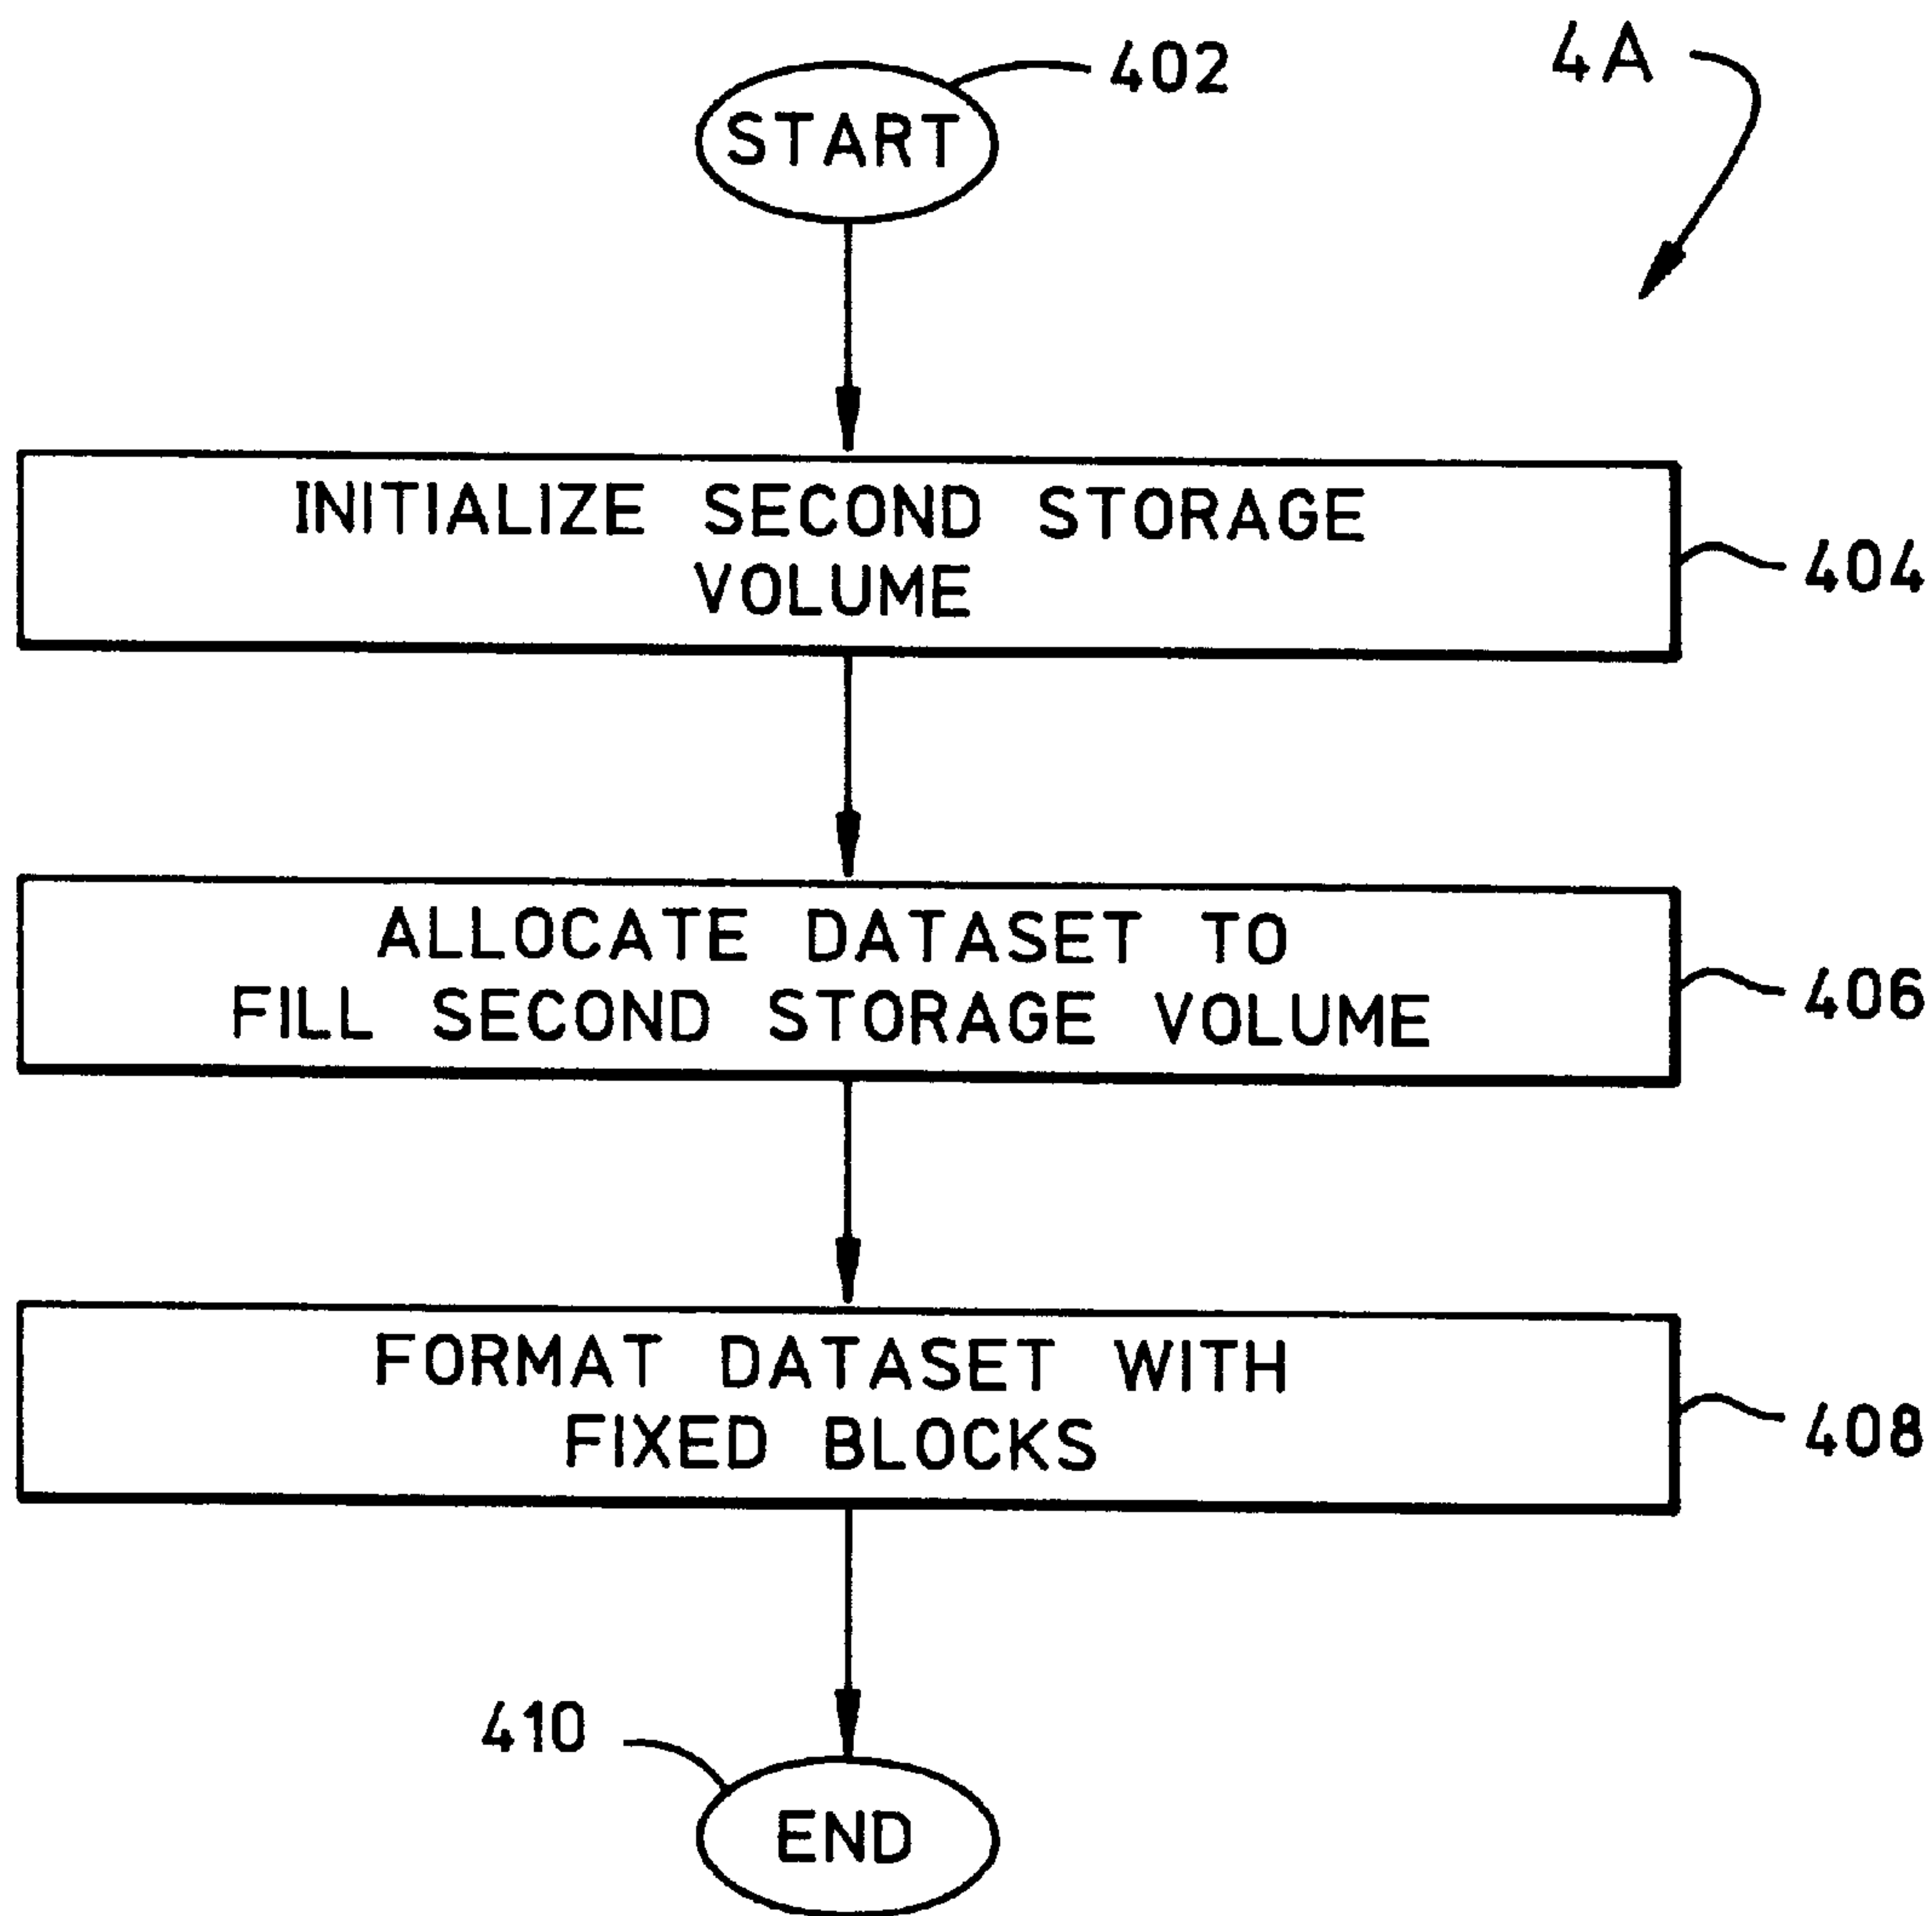 402
4A
START
INITIALIZE SECOND STORAGE
VOLUME
404
ALLOCATE DATASET TO
FILL SECOND STORAGE VOLUME
406
FORMAT DATASET WITH
FIXED BLOCKS
408
410
END